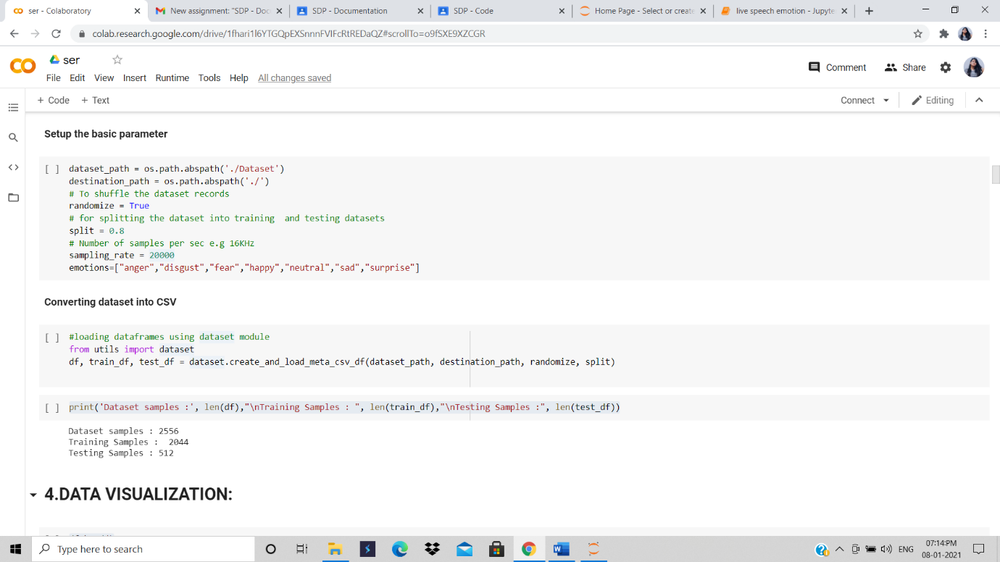 ser - Colaboratory
New assignment: "SDP - Doc
SDP - Documentation
SDP - Code
Home Page - Select or create
live speech emotion - Jupyte
colab.research.google.com/drive/1fhari1l6YTGQpEXSnnnFVIFcRtREDaQZ#scrollTo=o9fSXE9XZCGR
ser
File Edit View Insert Runtime Tools Help All changes saved
Comment Share
+ Code + Text
Connect Editing
Setup the basic parameter
[ ] dataset_path = os.path.abspath('./Dataset')
destination_path = os.path.abspath('./')
# To shuffle the dataset records
randomize = True
# for splitting the dataset into training  and testing datasets
split = 0.8
# Number of samples per sec e.g 16KHz
sampling_rate = 20000
emotions=["anger","disgust","fear","happy","neutral","sad","surprise"]
Converting dataset into CSV
[ ] #loading dataframes using dataset module
from utils import dataset
df, train_df, test_df = dataset.create_and_load_meta_csv_df(dataset_path, destination_path, randomize, split)
[ ] print('Dataset samples :', len(df),"\nTraining Samples : ", len(train_df),"\nTesting Samples :", len(test_df))
Dataset samples : 2556
Training Samples :  2044
Testing Samples : 512
4.DATA VISUALIZATION:
Type here to search
ENG
07:14:PM
08-01-2021